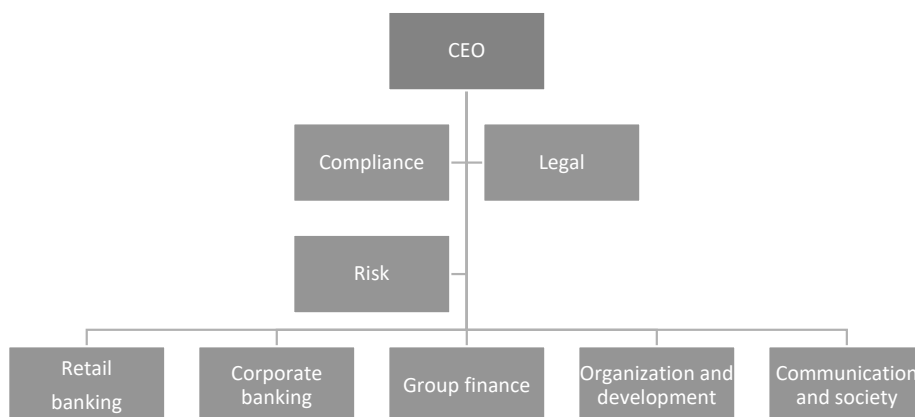 CEO
Compliance
Legal
Risk
Retail
banking
Corporate
banking
Group finance
Organization and
development
Communication
and society